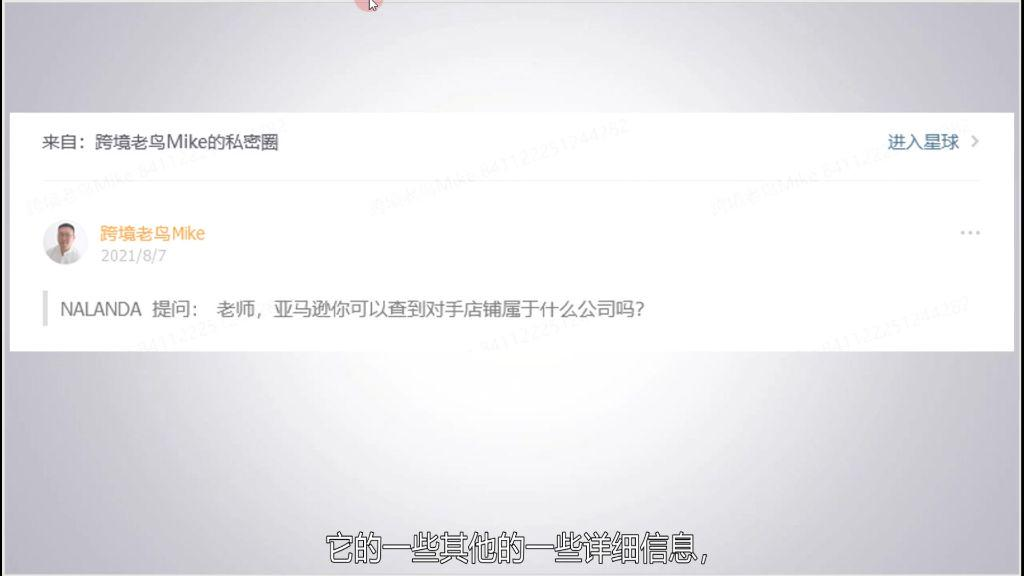 来自：跨境老鸟Mike的私密圈
进入星球
跨境老鸟Mike
2021/8/7
NALANDA 提问： 老师，亚马逊你可以查到对手店铺属于什么公司吗？
它的一些其他的一些详细信息，